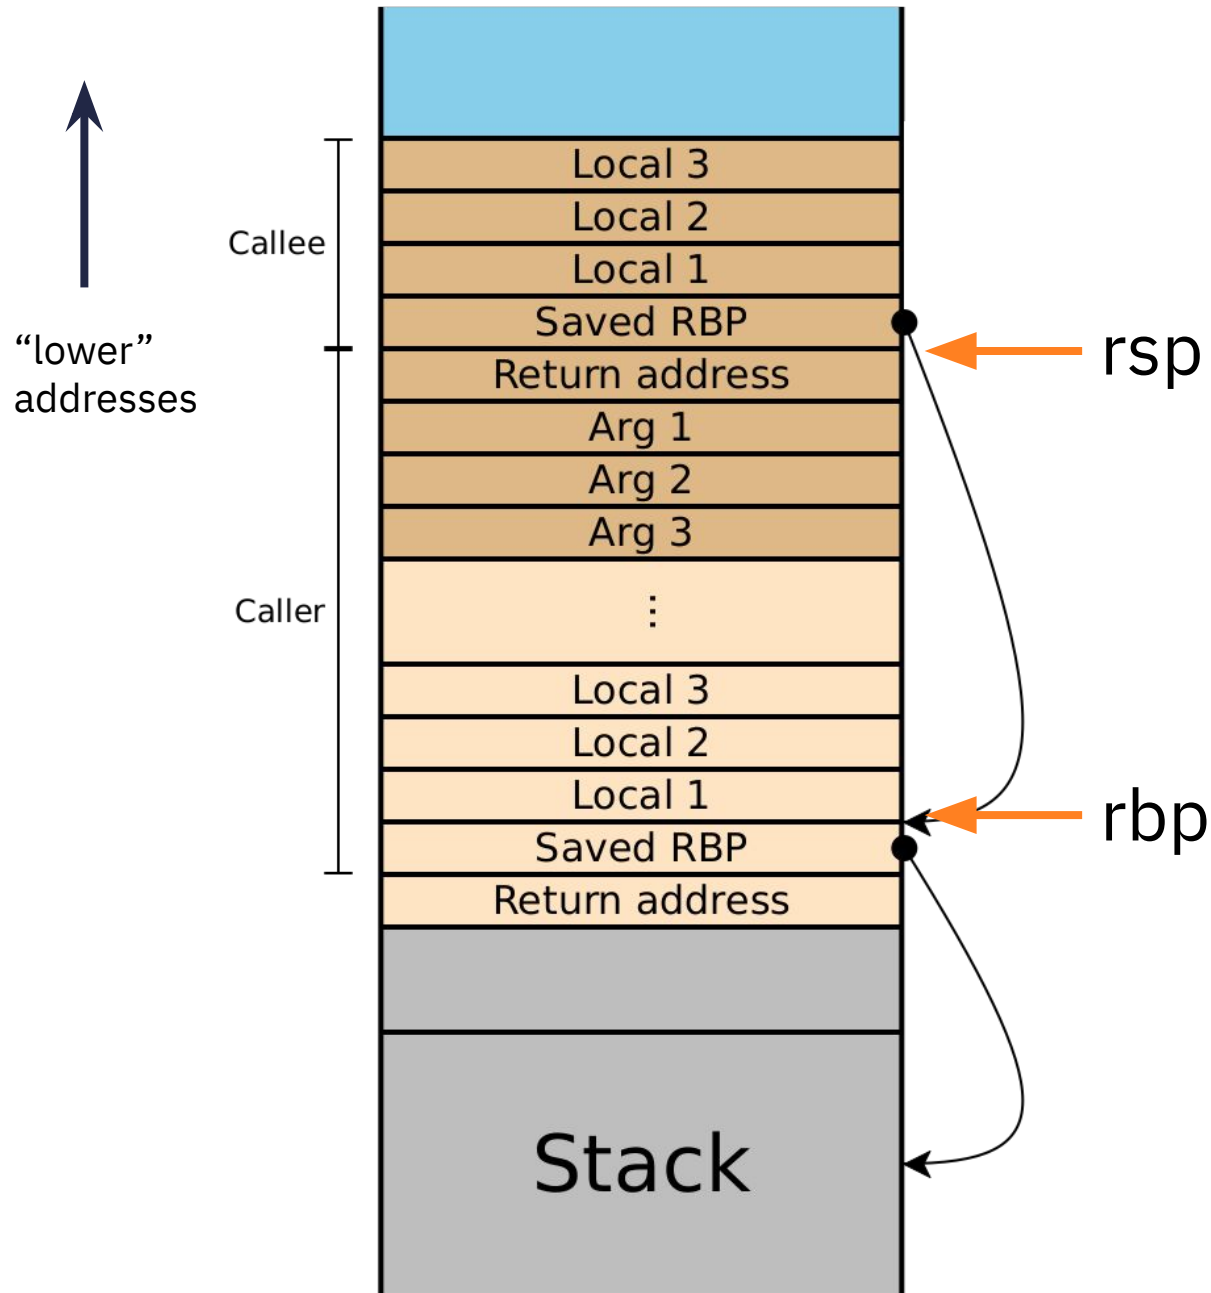 Local 3
Local 2
Callee
Local 1
Saved RBP
rsp
“lower”
addresses
Return address
Arg 1
Arg 2
Arg 3
Caller
⋮
Local 3
Local 2
Local 1
rbp
Saved RBP
Return address
Stack